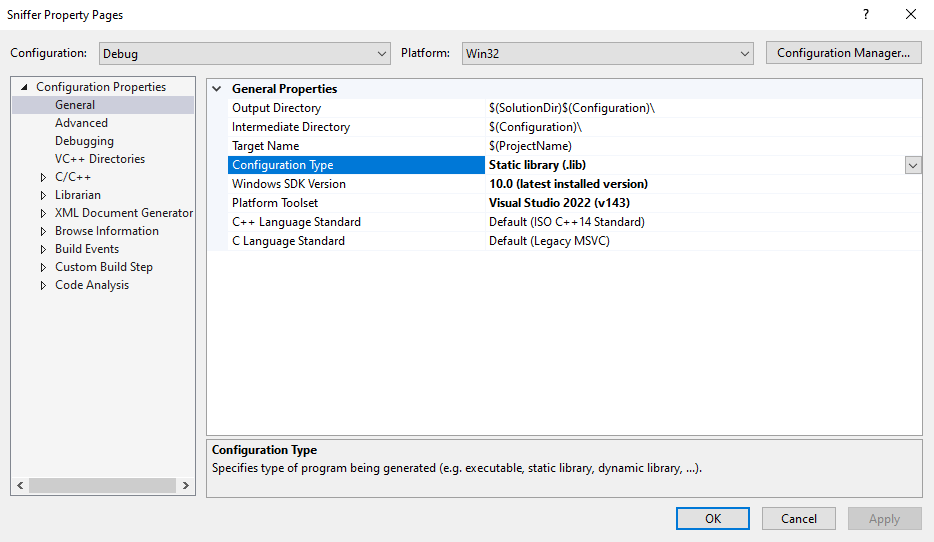 Sniffer Property Pages
?
Configuration: Debug Platform: Win32 Configuration Manager...
Configuration Properties
General
Advanced
Debugging
VC++ Directories
C/C++
Librarian
XML Document Generator
Browse Information
Build Events
Custom Build Step
Code Analysis
General Properties
Output Directory $(SolutionDir)$(Configuration)\
Intermediate Directory $(Configuration)\
Target Name $(ProjectName)
Configuration Type Static library (.lib)
Windows SDK Version 10.0 (latest installed version)
Platform Toolset Visual Studio 2022 (v143)
C++ Language Standard Default (ISO C++14 Standard)
C Language Standard Default (Legacy MSVC)
Configuration Type
Specifies type of program being generated (e.g. executable, static library, dynamic library, ...).
OK Cancel Apply